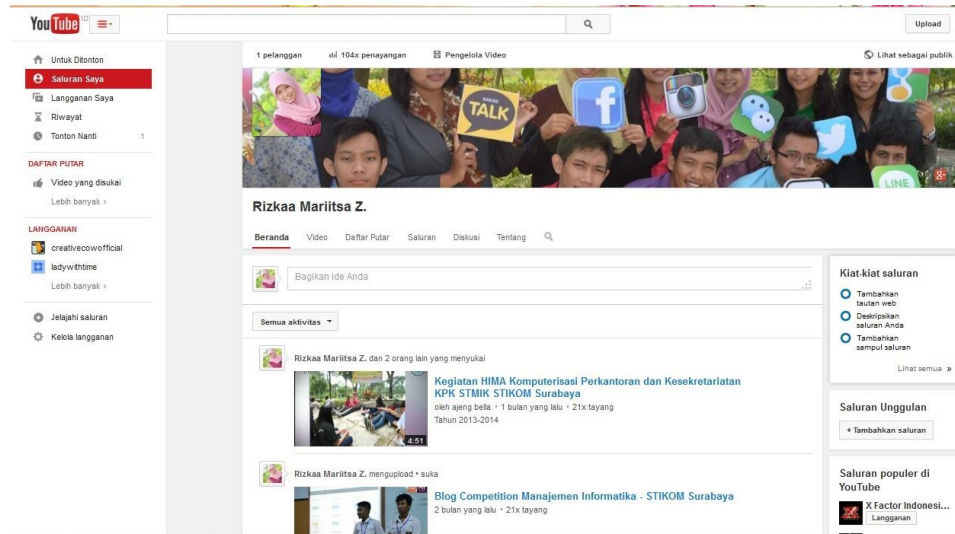 YouTube ID
Upload
Untuk Ditonton
Saluran Saya
Langganan Saya
Riwayat
Tonton Nanti 1
DAFTAR PUTAR
Video yang disukai
Lebih banyak ›
LANGGANAN
creativecowofficial
ladywithtime
Lebih banyak ›
Jelajahi saluran
Kelola langganan
1 pelanggan
104x penayangan
Pengelola Video
Lihat sebagai publik
KAKAO
TALK
f
LINE
g+
Rizkaa Mariitsa Z.
Beranda Video Daftar Putar Saluran Diskusi Tentang
Bagikan ide Anda
Semua aktivitas
Rizkaa Mariitsa Z. dan 2 orang lain yang menyukai
Kegiatan HIMA Komputerisasi Perkantoran dan Kesekretariatan
KPK STMIK STIKOM Surabaya
oleh ajeng bella • 1 bulan yang lalu • 21x tayang
Tahun 2013-2014
4:51
Rizkaa Mariitsa Z. mengupload • suka
Blog Competition Manajemen Informatika - STIKOM Surabaya
2 bulan yang lalu • 21x tayang
Kiat-kiat saluran
Tambahkan
tautan web
Deskripsikan
saluran Anda
Tambahkan
sampul saluran
Lihat semua »
Saluran Unggulan
+ Tambahkan saluran
Saluran populer di
YouTube
X Factor Indonesi...
Langganan